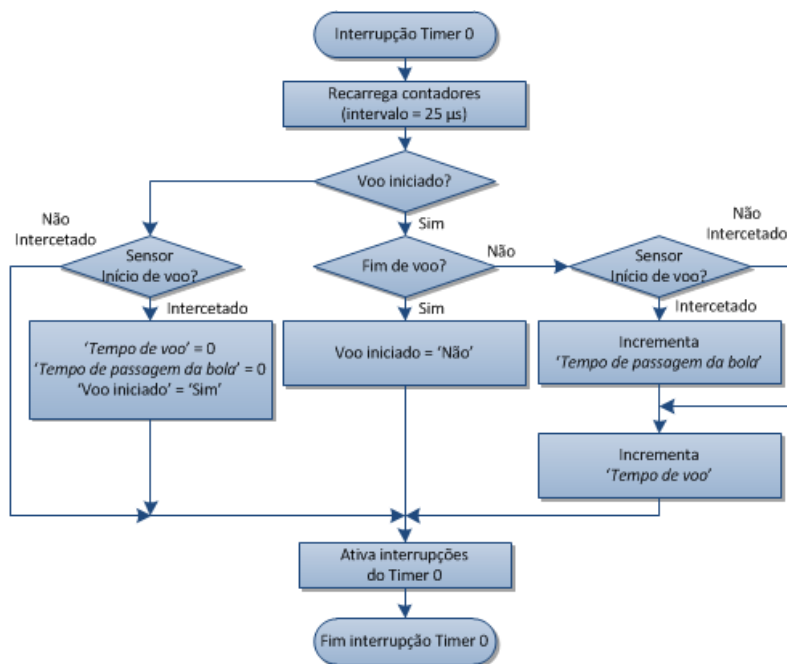 Interrupção Timer 0
Recarrega contadores
(intervalo = 25 µs)
Voo iniciado?
Sim
Não
Intercetado
Sensor
Início de voo?
Intercetado
Fim de voo?
Não
Sim
Sensor
Início de voo?
Não
Intercetado
Intercetado
'Tempo de voo' = 0
'Tempo de passagem da bola' = 0
'Voo iniciado' = 'Sim'
Voo iniciado = 'Não'
Incrementa
'Tempo de passagem da bola'
Incrementa
'Tempo de voo'
Ativa interrupções
do Timer 0
Fim interrupção Timer 0